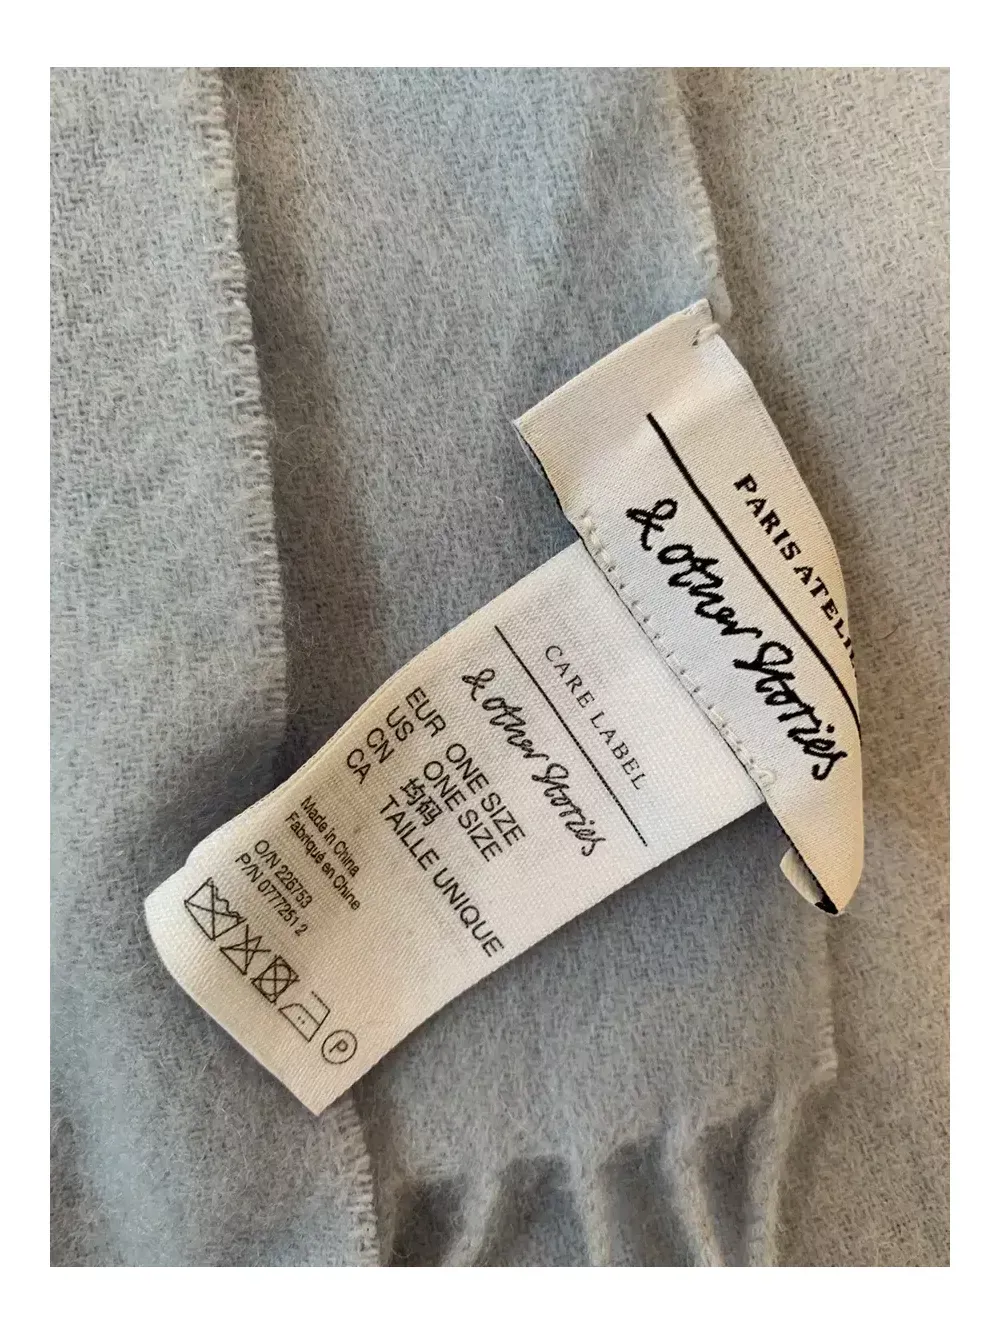 PARIS ATELI
& other Stories
CARE LABEL
& other Stories
EUR ONE SIZE
US ONE SIZE
CN 均码
CA TAILLE UNIQUE
Made in China
Fabriqué en Chine
O/N 226753
P/N 0777251 2
P